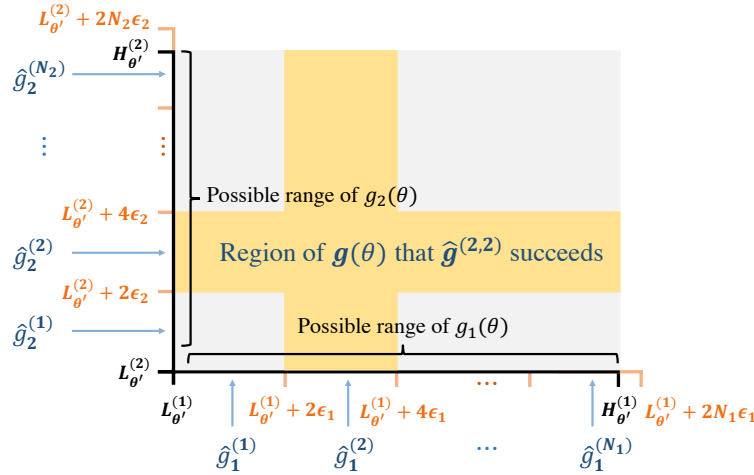 L_{θ'}^{(2)} + 2N_2ϵ_2
H_{θ'}^{(2)}
ĝ_2^{(N_2)}
⋮ ⋮
Possible range of g_2(θ)
L_{θ'}^{(2)} + 4ϵ_2
ĝ_2^{(2)}
Region of g(θ) that ĝ^{(2,2)} succeeds
L_{θ'}^{(2)} + 2ϵ_2
ĝ_2^{(1)}
Possible range of g_1(θ)
L_{θ'}^{(2)}
...
L_{θ'}^{(1)} L_{θ'}^{(1)} + 2ϵ_1 L_{θ'}^{(1)} + 4ϵ_1 H_{θ'}^{(1)} L_{θ'}^{(1)} + 2N_1ϵ_1
ĝ_1^{(1)} ĝ_1^{(2)} ... ĝ_1^{(N_1)}